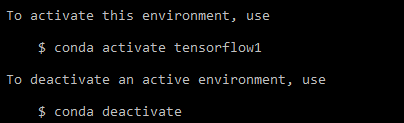 To activate this environment, use
$ conda activate tensorflow1
To deactivate an active environment, use
$ conda deactivate